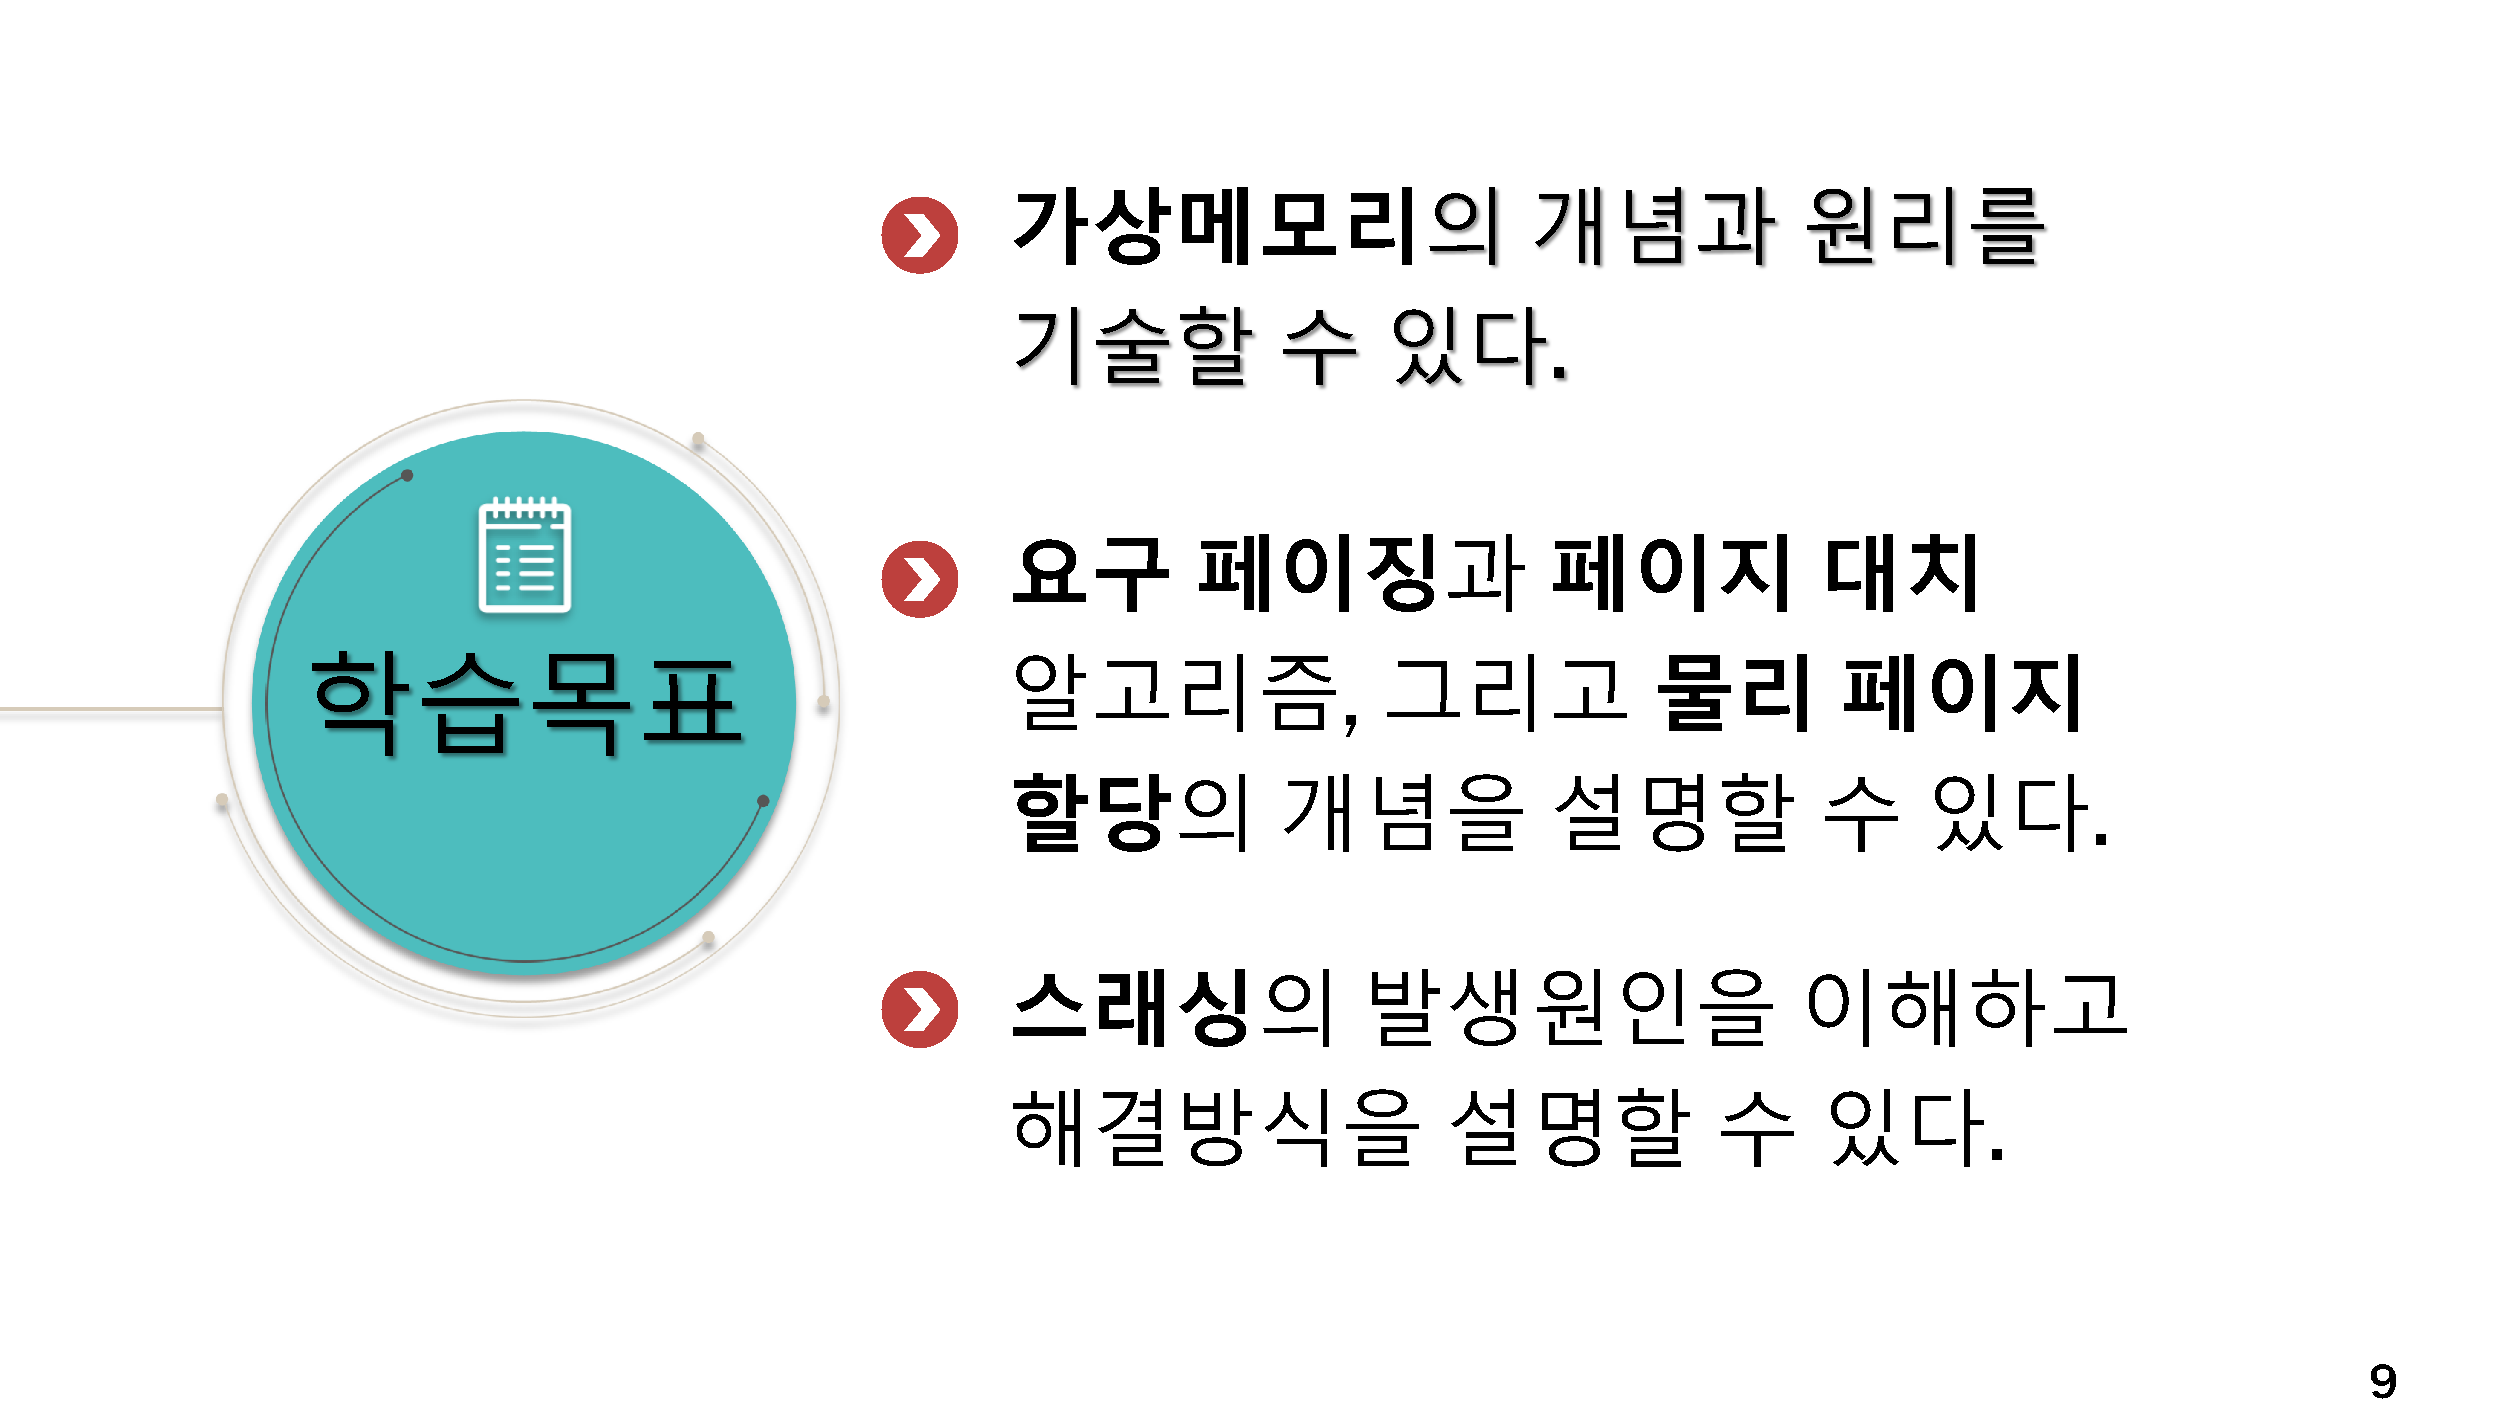 가상메모리의 개념과 원리를
기술할 수 있다.
학습목표
요구 페이징과 페이지 대치
알고리즘, 그리고 물리 페이지
할당의 개념을 설명할 수 있다.
스래싱의 발생원인을 이해하고
해결방식을 설명할 수 있다.
9